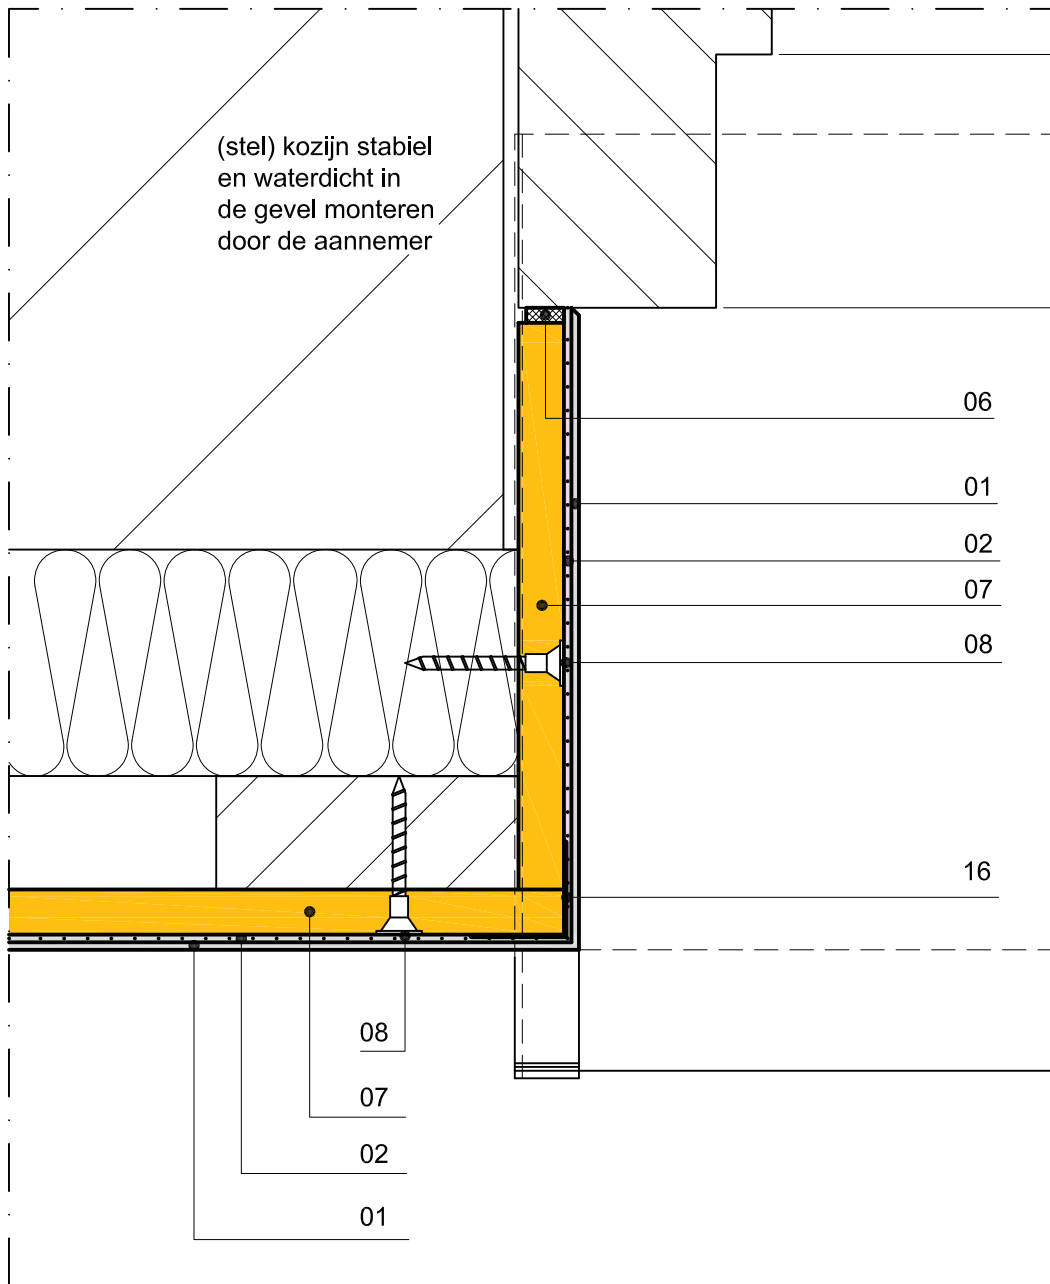 (stel) kozijn stabiel
en waterdicht in
de gevel monteren
door de aannemer
06
01
02
07
08
16
08
07
02
01